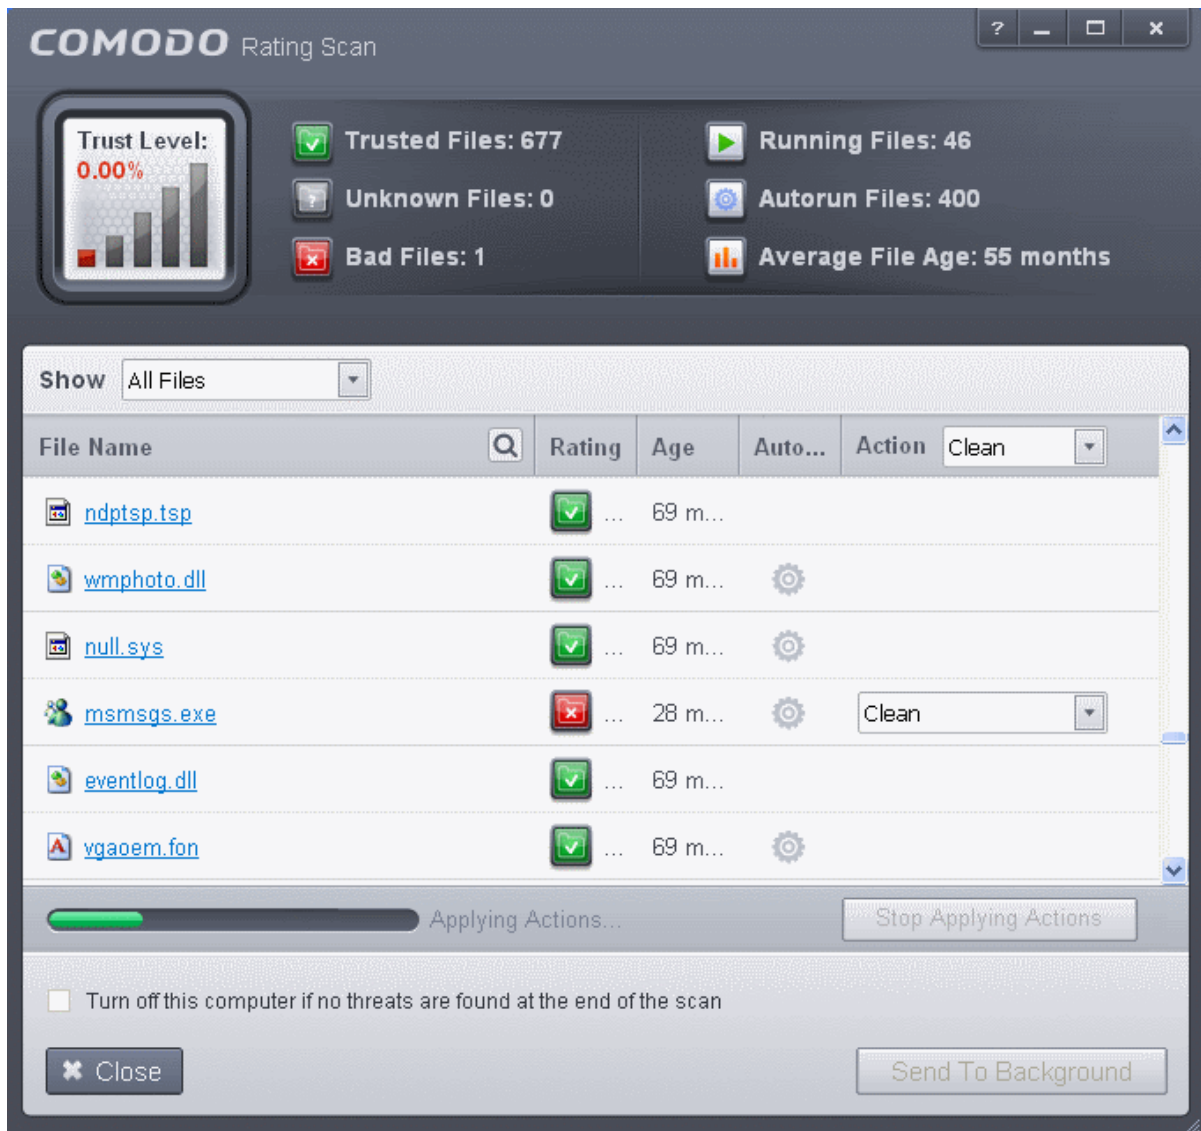 COMODO Rating Scan
?
Trust Level:
0.00%
Trusted Files: 677
Unknown Files: 0
Bad Files: 1
Running Files: 46
Autorun Files: 400
Average File Age: 55 months
Show All Files
File Name Rating Age Auto... Action Clean
ndptsp.tsp ... 69 m...
wmphoto.dll ... 69 m...
null.sys ... 69 m...
msmsgs.exe ... 28 m... Clean
eventlog.dll ... 69 m...
vgaoem.fon ... 69 m...
Applying Actions... Stop Applying Actions
Turn off this computer if no threats are found at the end of the scan
Close Send To Background